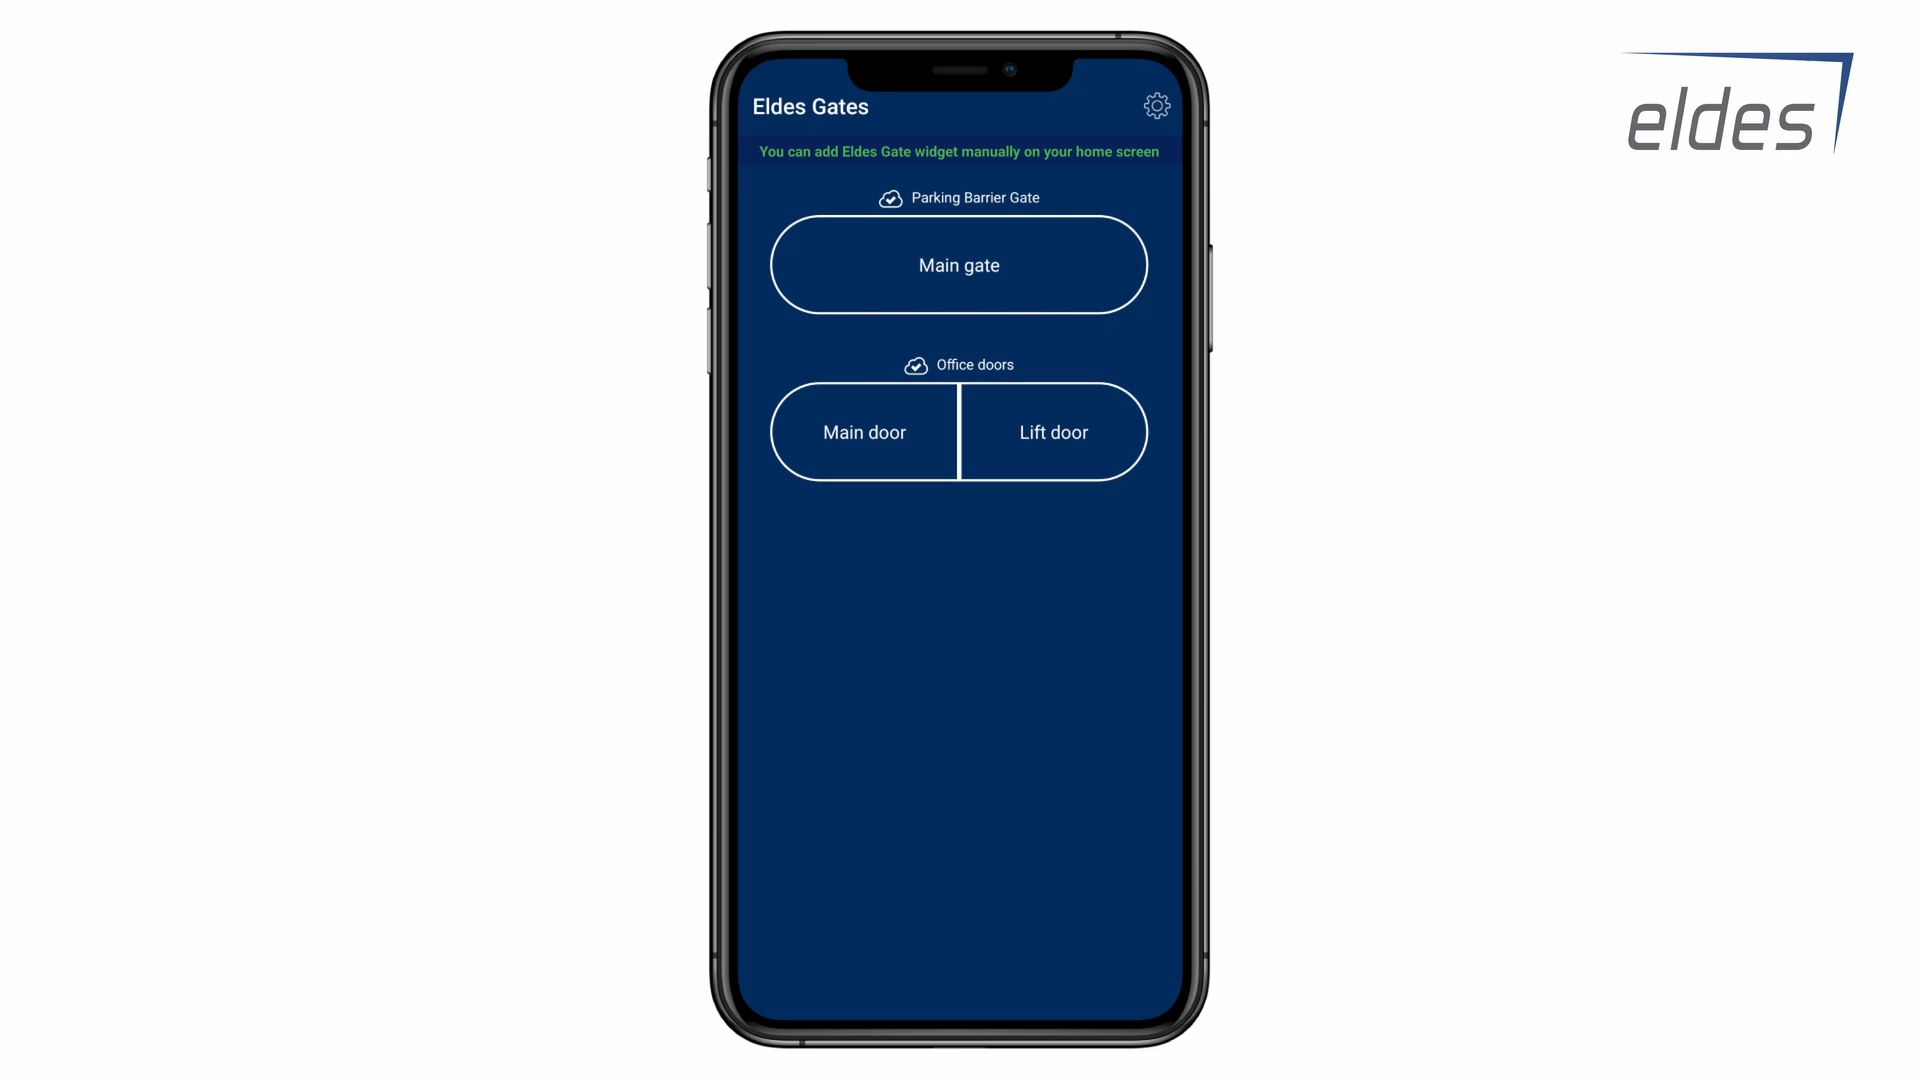 eldes
Eldes Gates
You can add Eldes Gate widget manually on your home screen
Parking Barrier Gate
Main gate
Office doors
Main door
Lift door